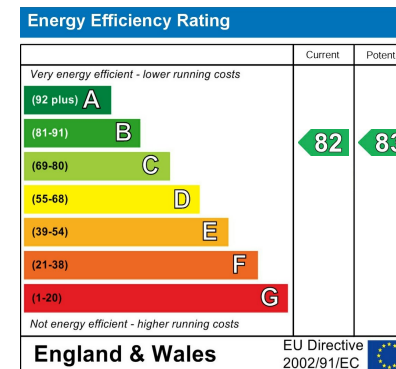 Energy Efficiency Rating
Current Potent
Very energy efficient - lower running costs
(92 plus) A
(81-91) B
82 83
(69-80) C
(55-68) D
(39-54) E
(21-38) F
(1-20) G
Not energy efficient - higher running costs
England & Wales
EU Directive
2002/91/EC